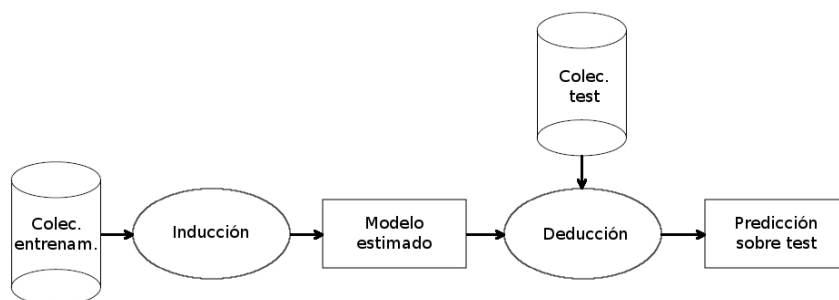 Colec.
test
Colec.
entrenam.
Inducción
Modelo
estimado
Deducción
Predicción
sobre test